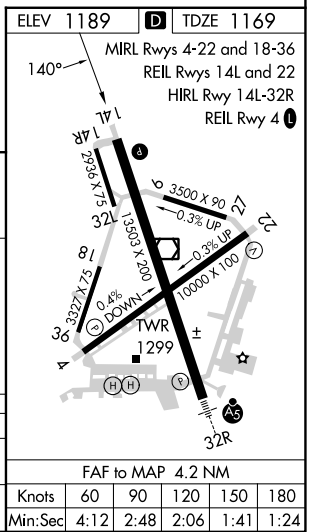 ELEV 1189 D TDZE 1169
MIRL Rwys 4-22 and 18-36
140°
REIL Rwys 14L and 22
HIRL Rwy 14L-32R
REIL Rwy 4 L
14L
14R
P
2936 X 75
9
3500 X 90
27
0.3% UP
32L
22
13503 X 200
0.3% UP
V
18
10000 X 100
3327 X 75
0.4%
DOWN
P
36
TWR
1299
±
4
H H
P
A5
32R
FAF to MAP 4.2 NM
Knots 60 90 120 150 180
Min:Sec 4:12 2:48 2:06 1:41 1:24